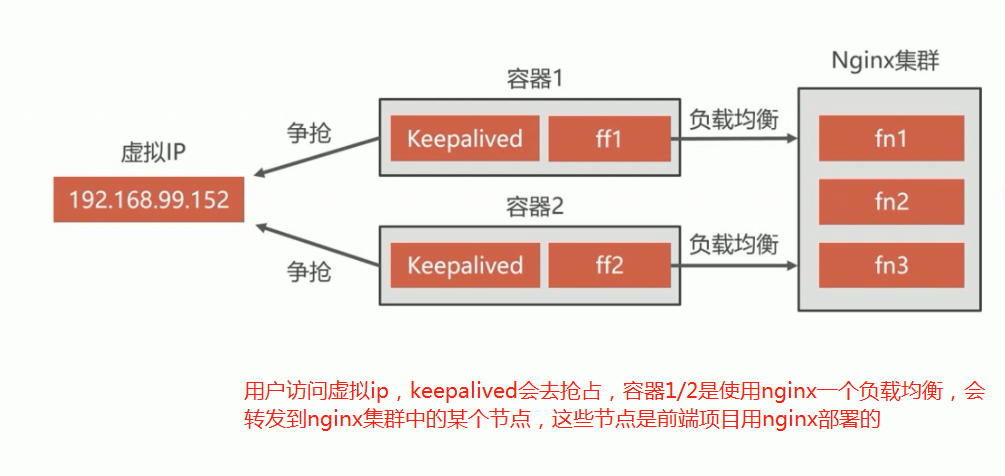 Nginx集群
容器1
争抢
Keepalived
ff1
负载均衡
fn1
虚拟IP
192.168.99.152
fn2
容器2
争抢
Keepalived
ff2
负载均衡
fn3
用户访问虚拟ip，keepalived会去抢占，容器1/2是使用nginx一个负载均衡，会
转发到nginx集群中的某个节点，这些节点是前端项目用nginx部署的